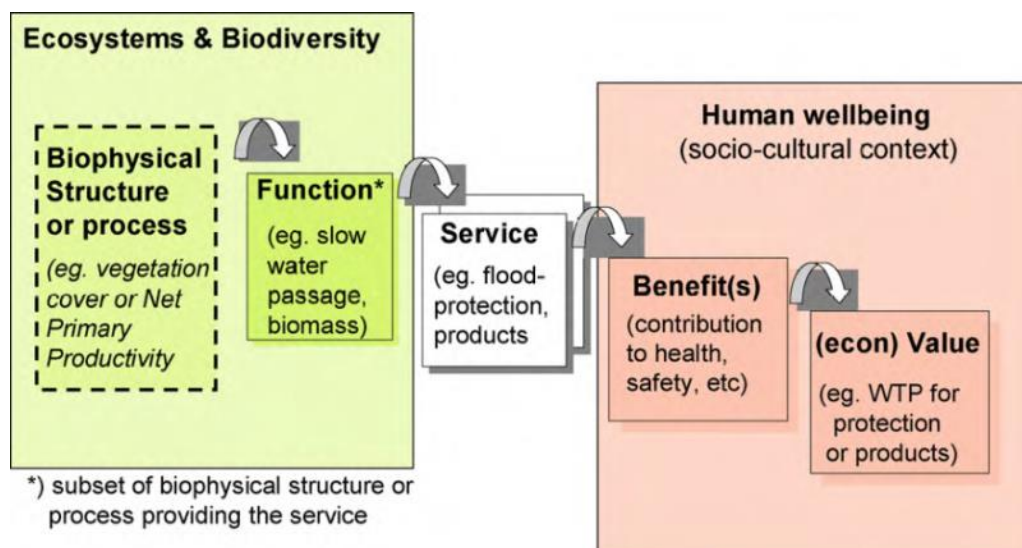 Ecosystems & Biodiversity
Biophysical
Structure
or process
(eg. vegetation
cover or Net
Primary
Productivity
Function*
(eg. slow
water
passage,
biomass)
Service
(eg. flood-
protection,
products
Human wellbeing
(socio-cultural context)
Benefit(s)
(contribution
to health,
safety, etc)
(econ) Value
(eg. WTP for
protection
or products)
*) subset of biophysical structure or
process providing the service